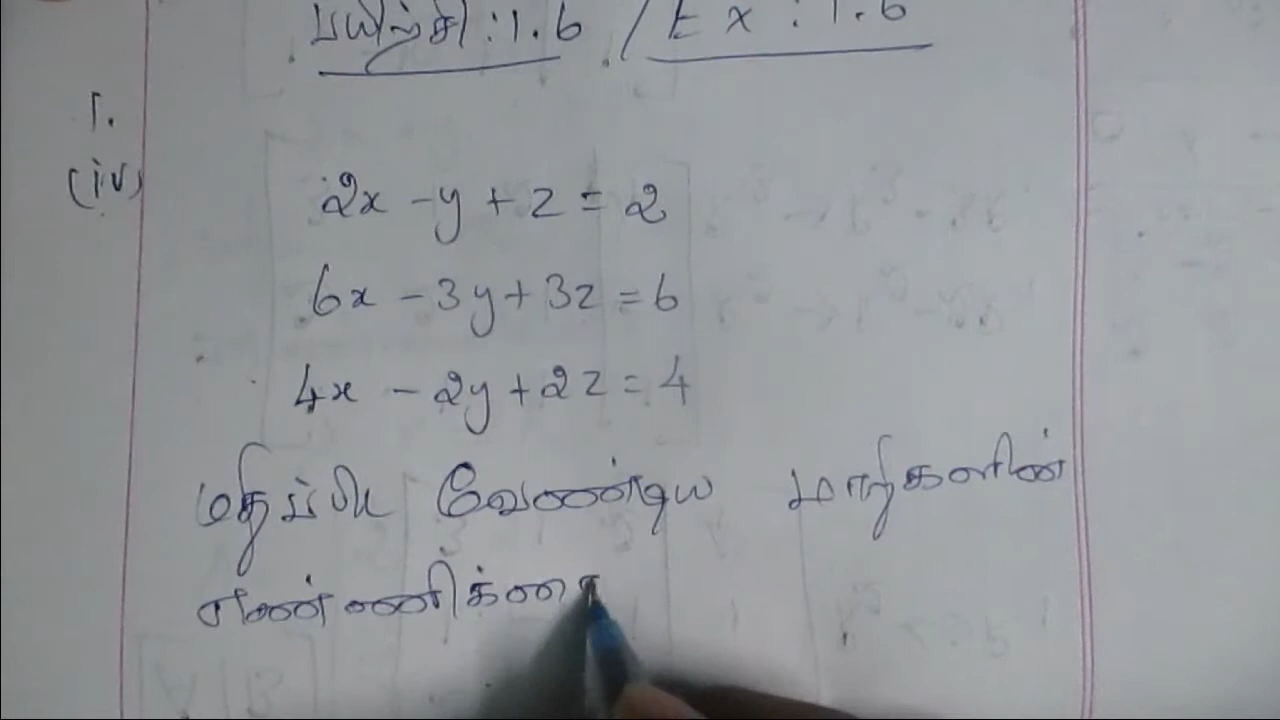 பயிற்சி : 1.6 / Ex : 1.6
1.
(iv)
2x - y + z = 2
6x - 3y + 3z = 6
4x - 2y + 2z = 4
மதிப்பிட வேண்டிய மாறிகளின்
எண்ணிக்கை